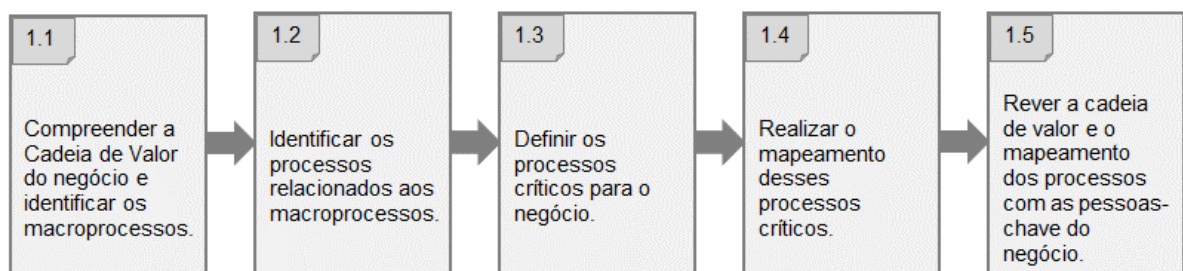 1.1
Compreender a
Cadeia de Valor
do negócio e
identificar os
macroprocessos.
1.2
Identificar os
processos
relacionados aos
macroprocessos.
1.3
Definir os
processos
críticos para o
negócio.
1.4
Realizar o
mapeamento
desses
processos
críticos.
1.5
Rever a cadeia
de valor e o
mapeamento
dos processos
com as pessoas-
chave do
negócio.